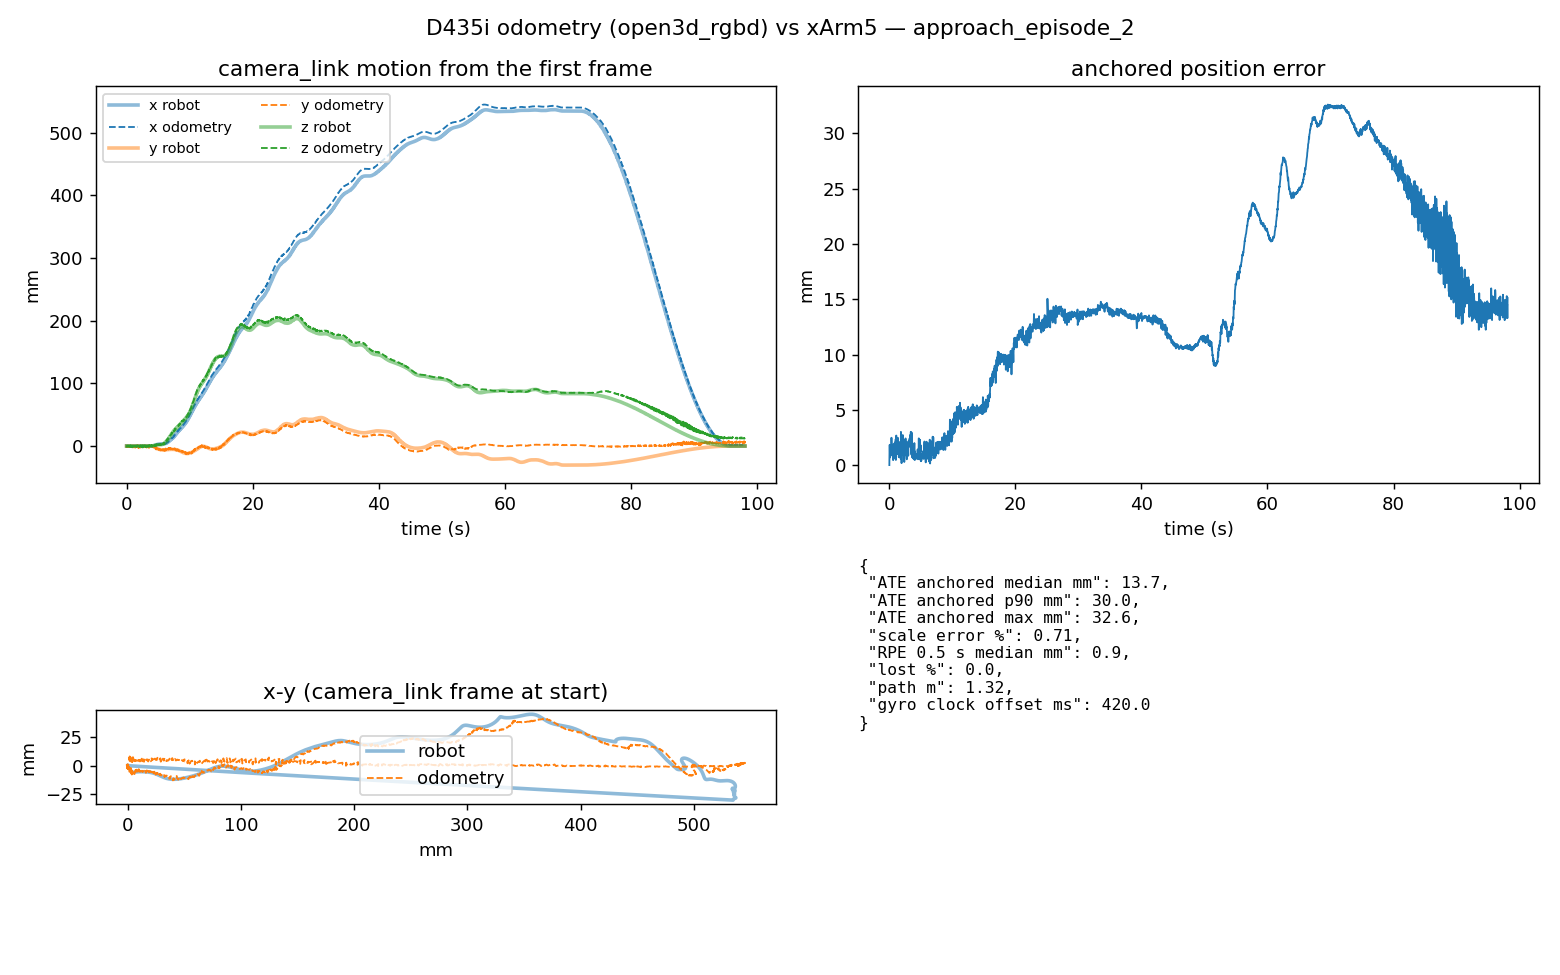 D435i odometry (open3d_rgbd) vs xArm5 — approach_episode_2
camera_link motion from the first frame
x robot
x odometry
y robot
y odometry
z robot
z odometry
500
400
300
200
100
0
mm
0 20 40 60 80 100
time (s)
anchored position error
30
25
20
15
10
5
0
mm
0 20 40 60 80 100
time (s)
x-y (camera_link frame at start)
robot
odometry
25
0
−25
mm
0 100 200 300 400 500
mm
{
"ATE anchored median mm": 13.7,
"ATE anchored p90 mm": 30.0,
"ATE anchored max mm": 32.6,
"scale error %": 0.71,
"RPE 0.5 s median mm": 0.9,
"lost %": 0.0,
"path m": 1.32,
"gyro clock offset ms": 420.0
}